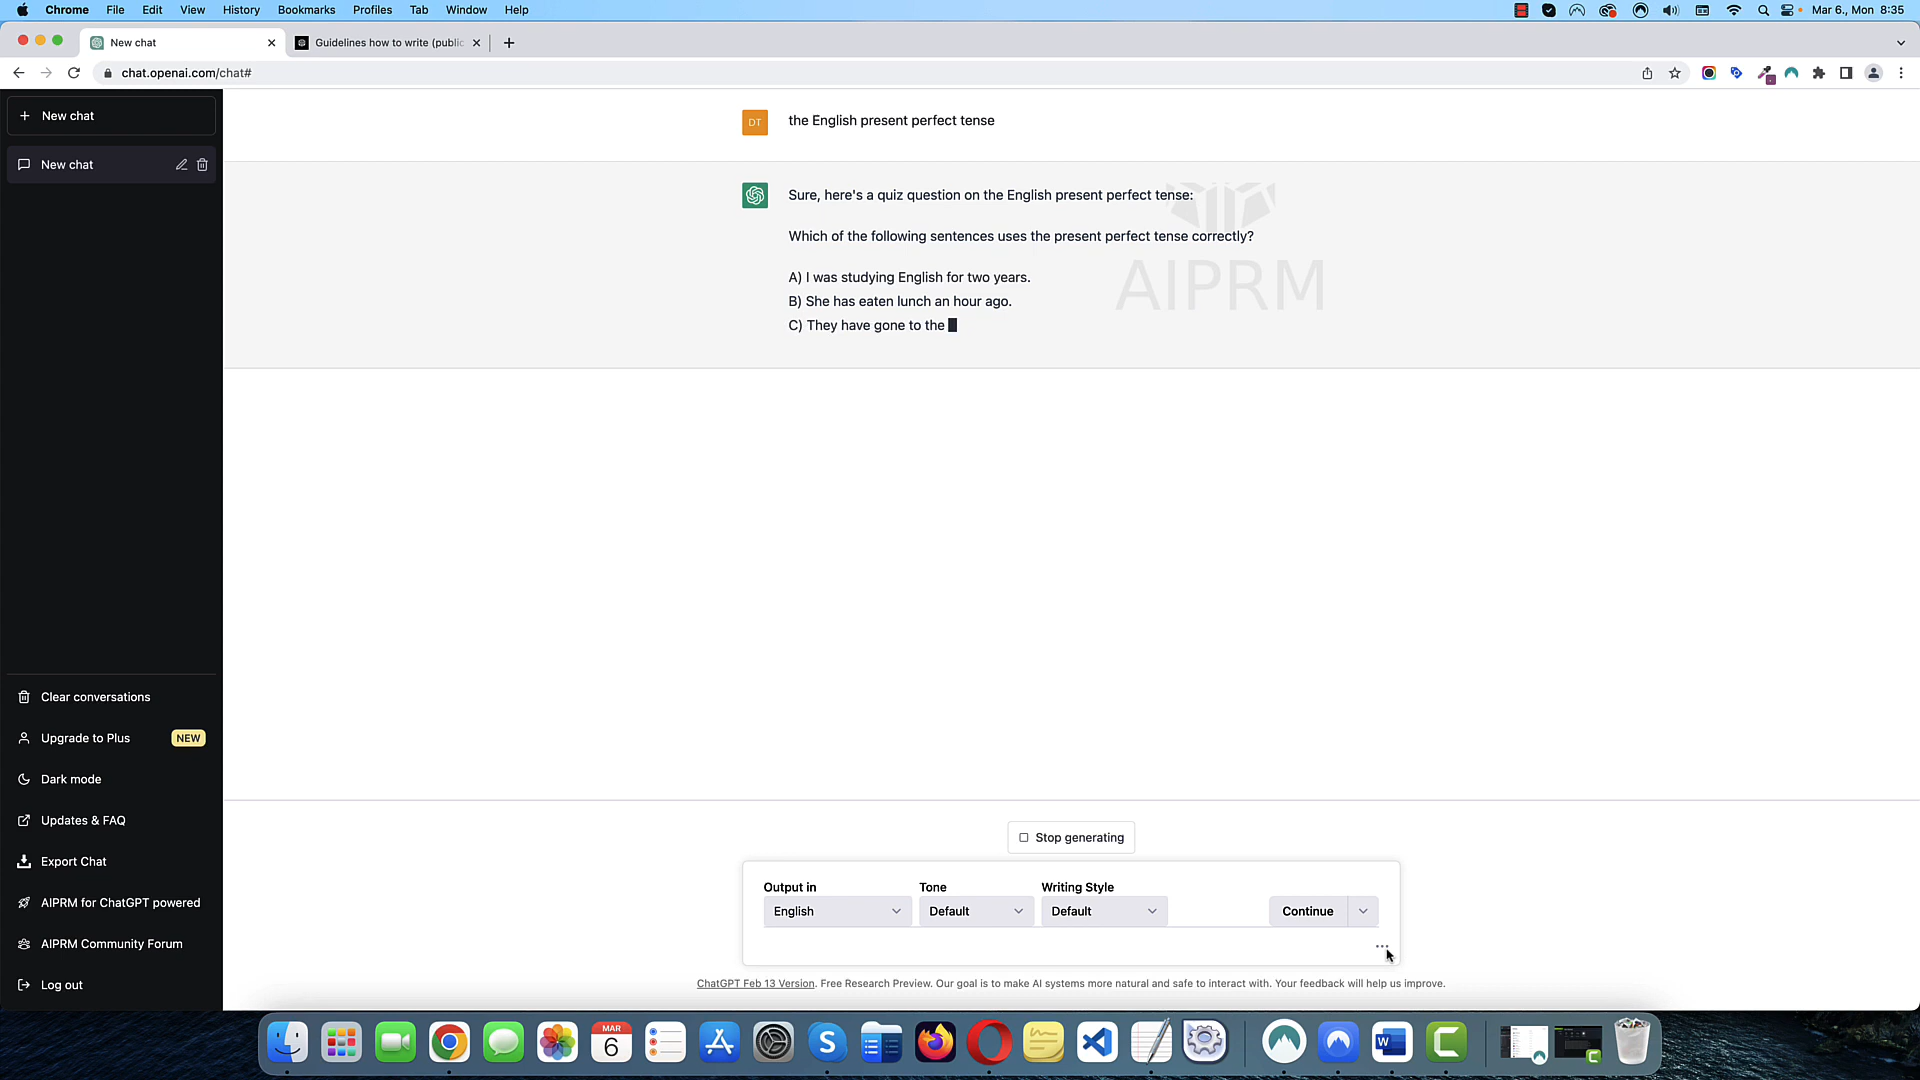 Chrome File Edit View History Bookmarks Profiles Tab Window Help
Mar 6., Mon 8:35
New chat
Guidelines how to write (public
chat.openai.com/chat#
New chat
New chat
DT
the English present perfect tense
Sure, here's a quiz question on the English present perfect tense:
Which of the following sentences uses the present perfect tense correctly?
A) I was studying English for two years.
B) She has eaten lunch an hour ago.
C) They have gone to the
AIPRM
Clear conversations
Upgrade to Plus NEW
Dark mode
Updates & FAQ
Export Chat
AIPRM for ChatGPT powered
AIPRM Community Forum
Log out
Stop generating
Output in Tone Writing Style
English Default Default Continue
ChatGPT Feb 13 Version. Free Research Preview. Our goal is to make AI systems more natural and safe to interact with. Your feedback will help us improve.
MAR
6
S
W
C